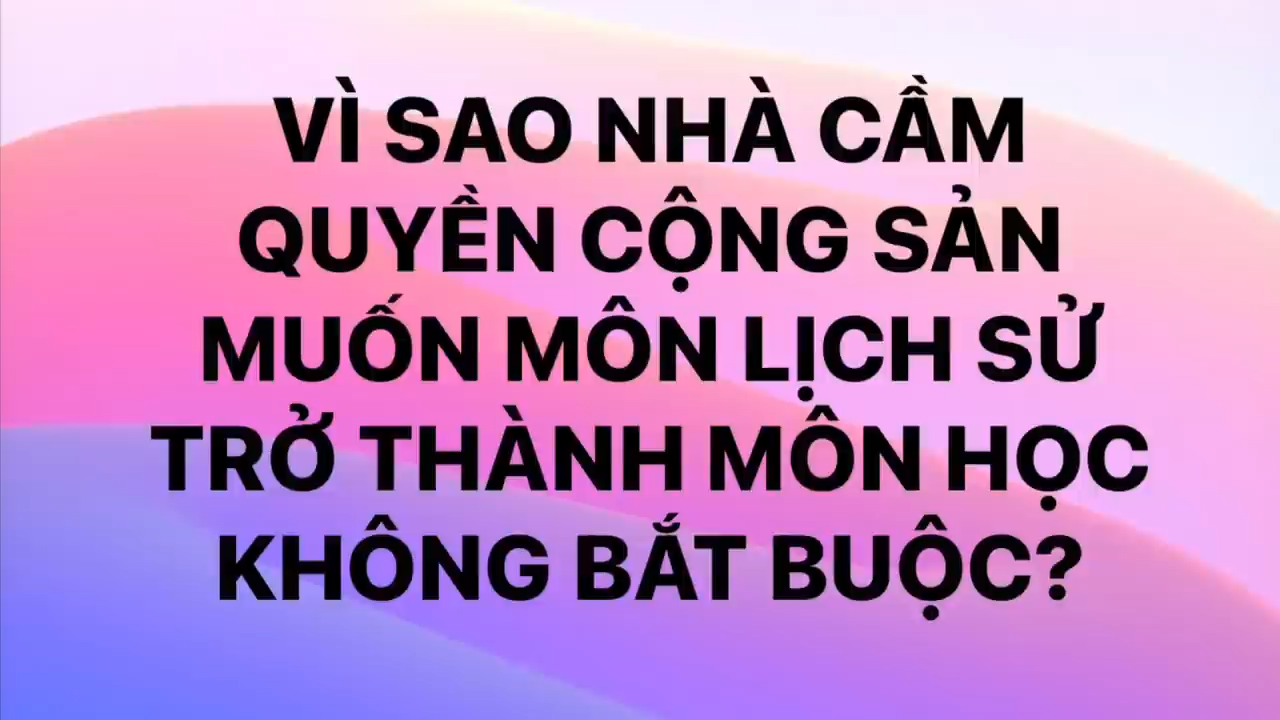 VÌ SAO NHÀ CẦM
QUYỀN CỘNG SẢN
MUỐN MÔN LỊCH SỬ
TRỞ THÀNH MÔN HỌC
KHÔNG BẮT BUỘC?